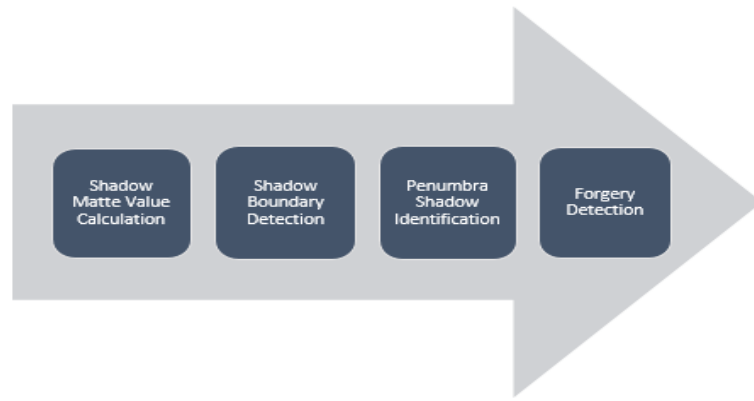 Shadow
Matte Value
Calculation
Shadow
Boundary
Detection
Penumbra
Shadow
Identification
Forgery
Detection